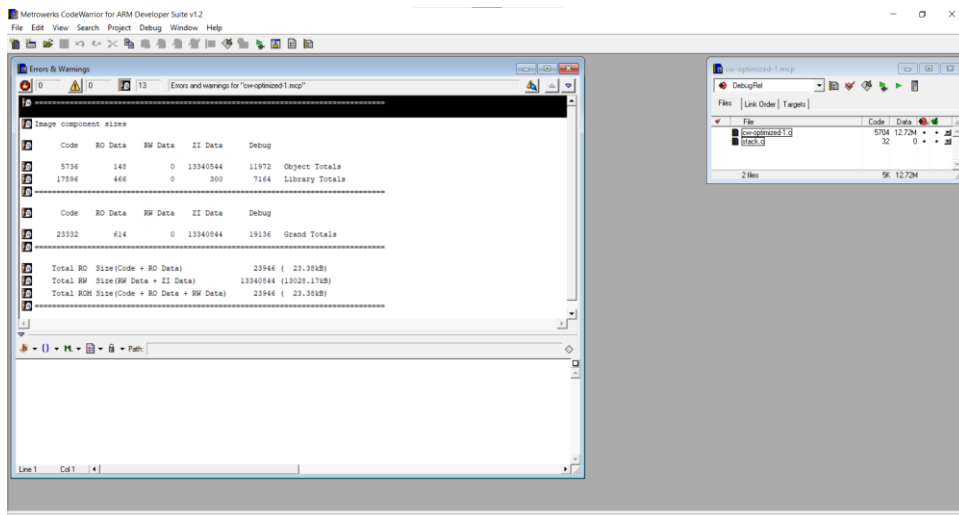 Metrowerks CodeWarrior for ARM Developer Suite v1.2
File Edit View Search Project Debug Window Help
Errors & Warnings
0 0 13 Errors and warnings for "cw-optimized-1.mcp"
Image component sizes
Code RO Data RW Data ZI Data Debug
5736 148 0 13340544 11972 Object Totals
17596 466 0 300 7164 Library Totals
Code RO Data RW Data ZI Data Debug
23332 614 0 13340844 19136 Grand Totals
Total RO Size(Code + RO Data) 23946 ( 23.38kB)
Total RW Size(RW Data + ZI Data) 13340844 (13028.17kB)
Total ROM Size(Code + RO Data + RW Data) 23946 ( 23.38kB)
Path:
Line 1 Col 1
cw-optimized-1.mcp
DebugRel
Files Link Order Targets
File Code Data
cw-optimized-1.c 5704 12.72M
stack.c 32 0
2 files 5K 12.72M